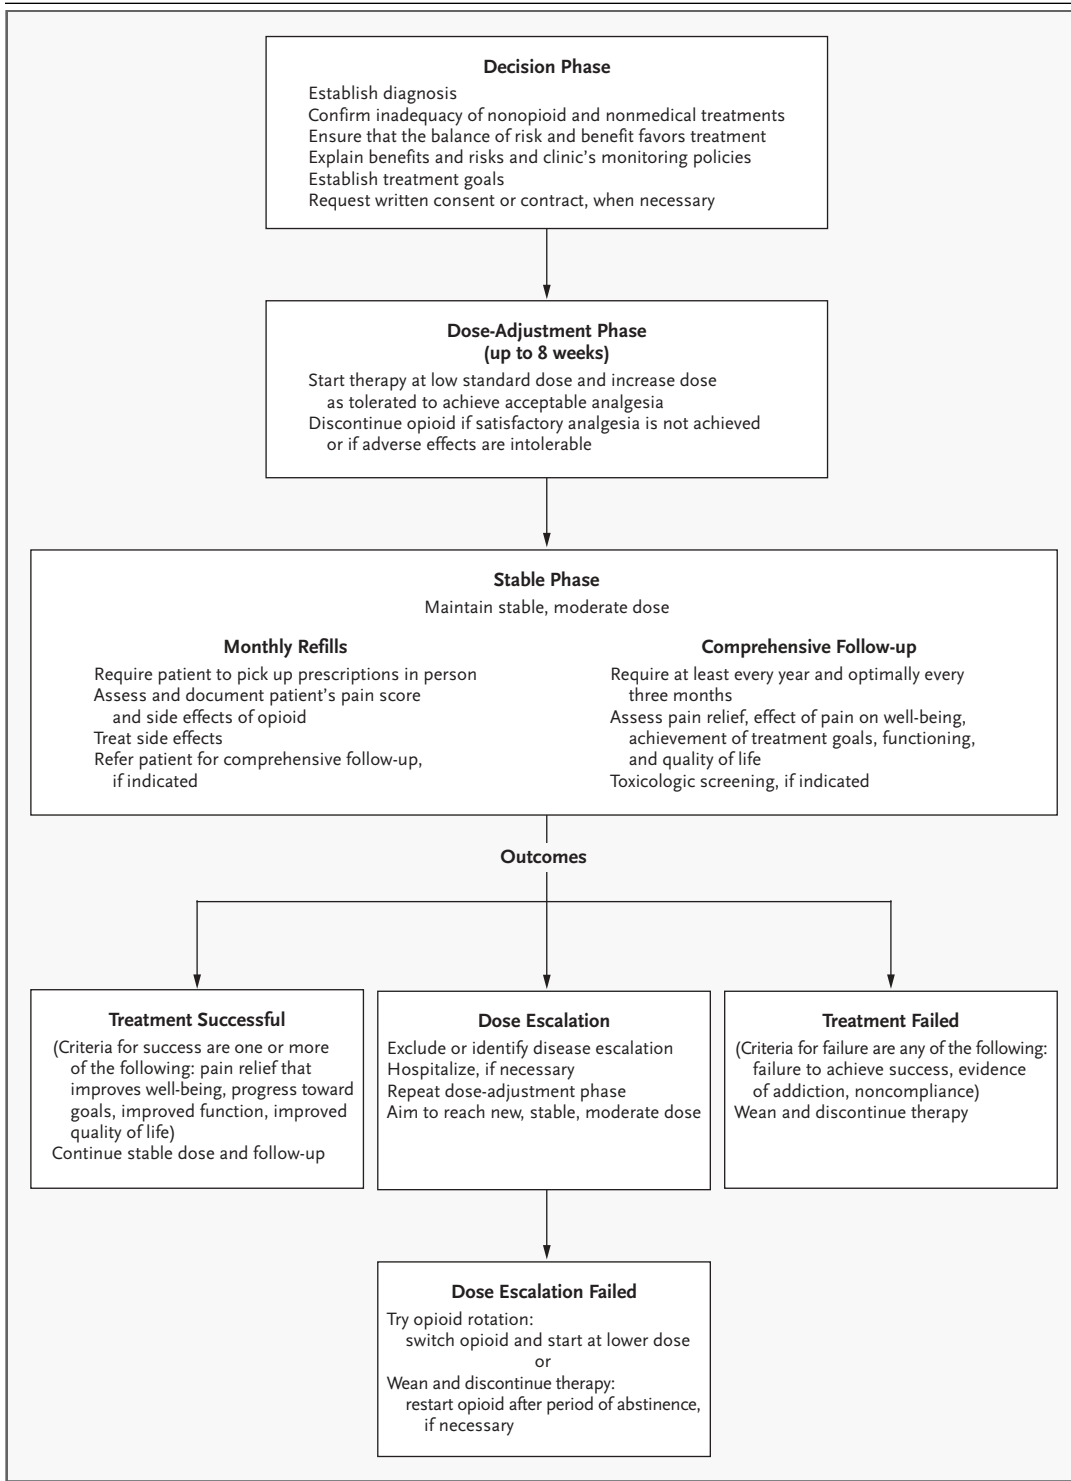 Decision Phase
Establish diagnosis
Confirm inadequacy of nonopioid and nonmedical treatments
Ensure that the balance of risk and benefit favors treatment
Explain benefits and risks and clinic's monitoring policies
Establish treatment goals
Request written consent or contract, when necessary
Dose-Adjustment Phase
(up to 8 weeks)
Start therapy at low standard dose and increase dose
as tolerated to achieve acceptable analgesia
Discontinue opioid if satisfactory analgesia is not achieved
or if adverse effects are intolerable
Stable Phase
Maintain stable, moderate dose
Monthly Refills
Require patient to pick up prescriptions in person
Assess and document patient's pain score
and side effects of opioid
Treat side effects
Refer patient for comprehensive follow-up,
if indicated
Comprehensive Follow-up
Require at least every year and optimally every
three months
Assess pain relief, effect of pain on well-being,
achievement of treatment goals, functioning,
and quality of life
Toxicologic screening, if indicated
Outcomes
Treatment Successful
(Criteria for success are one or more
of the following: pain relief that
improves well-being, progress toward
goals, improved function, improved
quality of life)
Continue stable dose and follow-up
Dose Escalation
Exclude or identify disease escalation
Hospitalize, if necessary
Repeat dose-adjustment phase
Aim to reach new, stable, moderate dose
Treatment Failed
(Criteria for failure are any of the following:
failure to achieve success, evidence
of addiction, noncompliance)
Wean and discontinue therapy
Dose Escalation Failed
Try opioid rotation:
switch opioid and start at lower dose
or
Wean and discontinue therapy:
restart opioid after period of abstinence,
if necessary